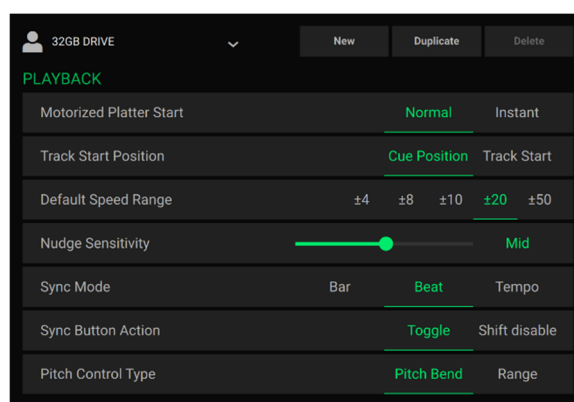 32GB DRIVE New Duplicate Delete
PLAYBACK
Motorized Platter Start Normal Instant
Track Start Position Cue Position Track Start
Default Speed Range ±4 ±8 ±10 ±20 ±50
Nudge Sensitivity Mid
Sync Mode Bar Beat Tempo
Sync Button Action Toggle Shift disable
Pitch Control Type Pitch Bend Range